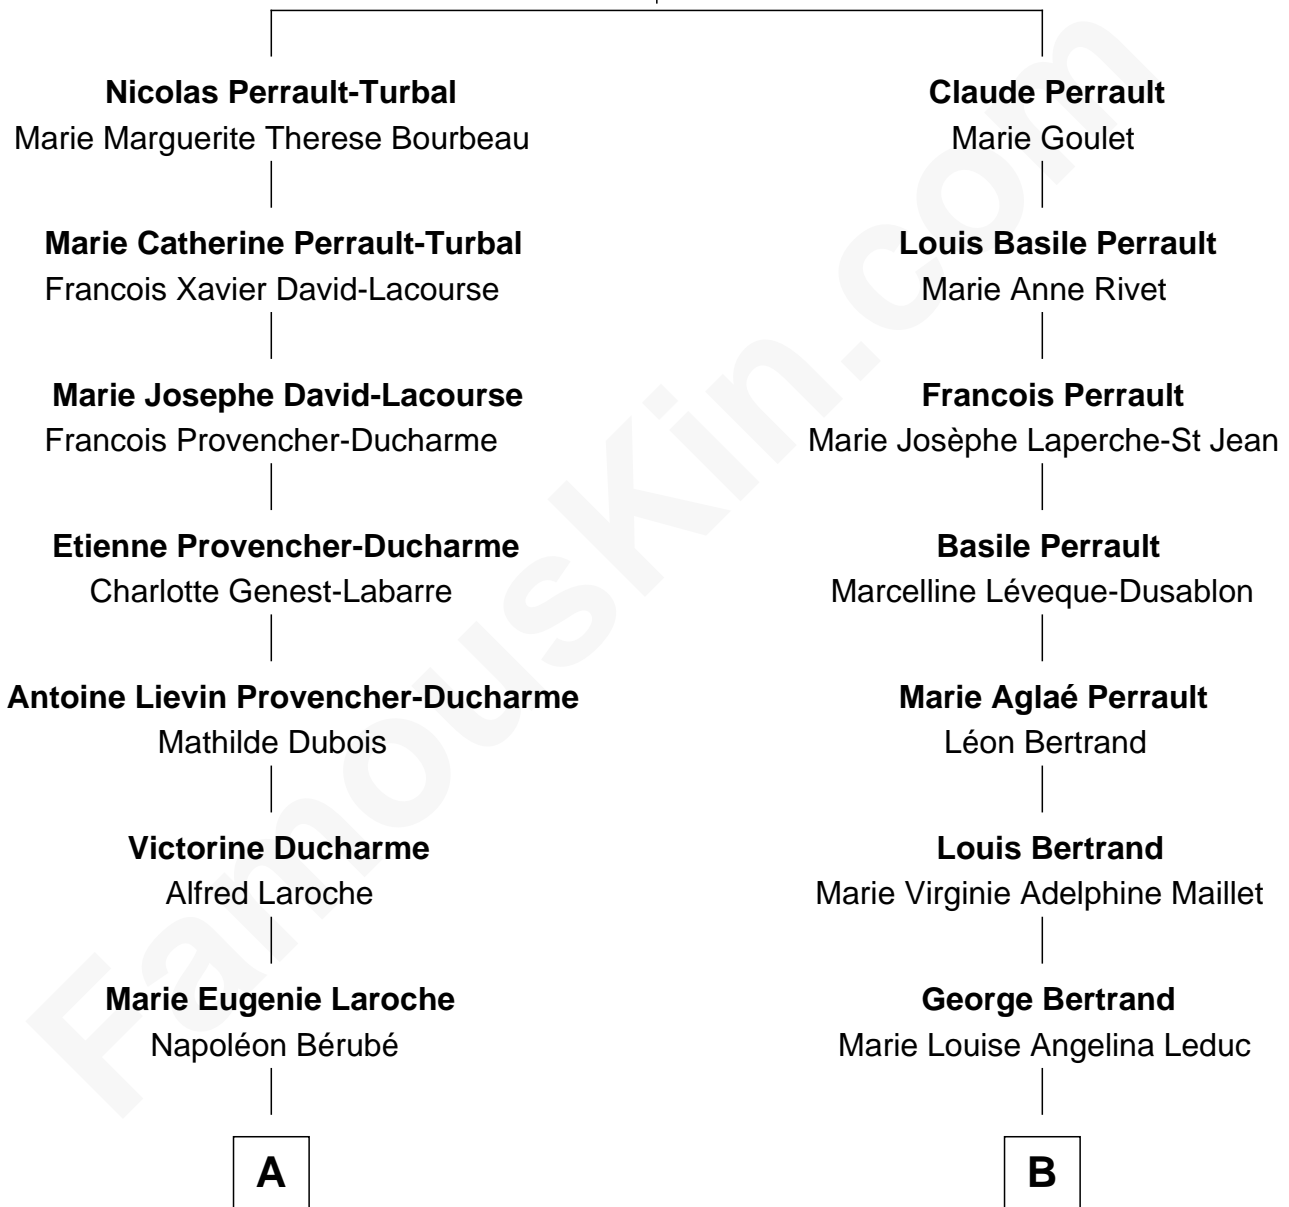 Nicolas Perrault-Turbal
Marie Marguerite Therese Bourbeau
Marie Catherine Perrault-Turbal
Francois Xavier David-Lacourse
Marie Josephe David-Lacourse
Francois Provencher-Ducharme
Etienne Provencher-Ducharme
Charlotte Genest-Labarre
Antoine Lievin Provencher-Ducharme
Mathilde Dubois
Victorine Ducharme
Alfred Laroche
Marie Eugenie Laroche
Napoléon Bérubé
A
Claude Perrault
Marie Goulet
Louis Basile Perrault
Marie Anne Rivet
Francois Perrault
Marie Josèphe Laperche-St Jean
Basile Perrault
Marcelline Léveque-Dusablon
Marie Aglaé Perrault
Léon Bertrand
Louis Bertrand
Marie Virginie Adelphine Maillet
George Bertrand
Marie Louise Angelina Leduc
B
FamousKin.com